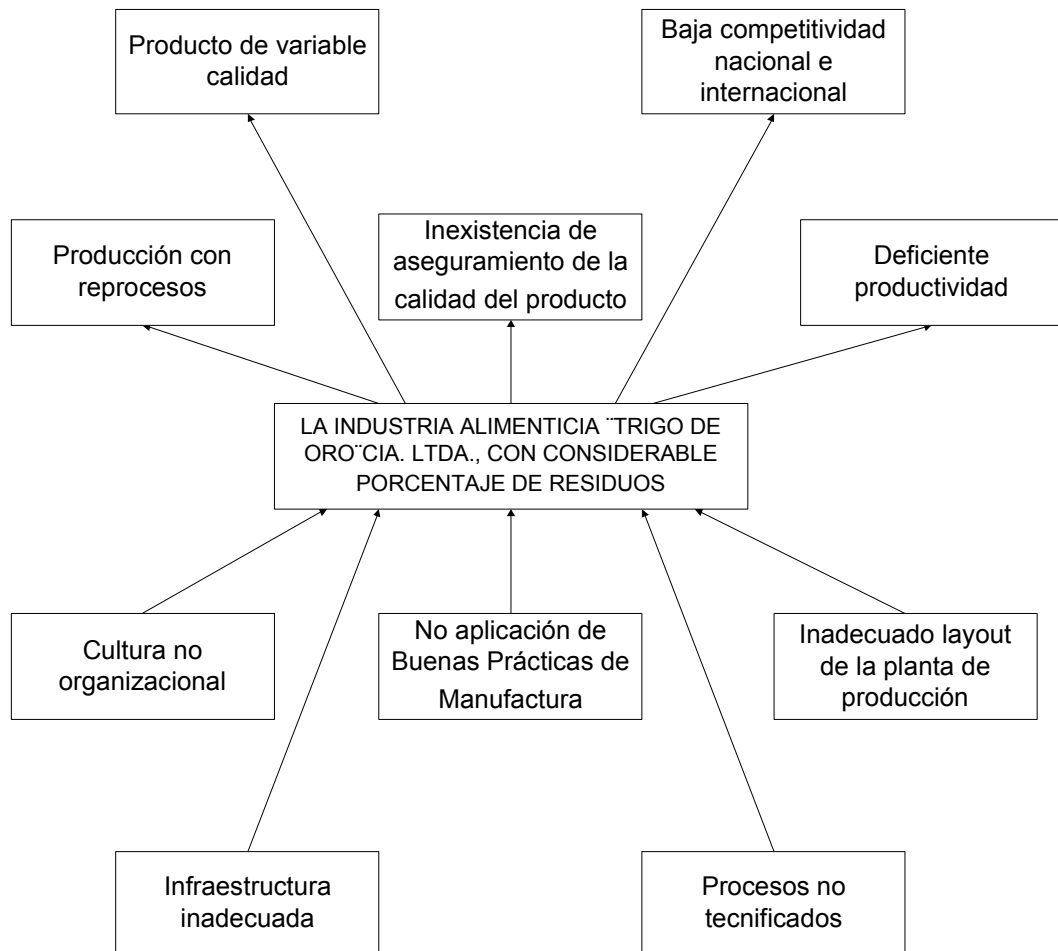 Producto de variable
calidad
Baja competitividad
nacional e
internacional
Producción con
reprocesos
Inexistencia de
aseguramiento de la
calidad del producto
Deficiente
productividad
LA INDUSTRIA ALIMENTICIA ¨TRIGO DE
ORO¨CIA. LTDA., CON CONSIDERABLE
PORCENTAJE DE RESIDUOS
Cultura no
organizacional
No aplicación de
Buenas Prácticas de
Manufactura
Inadecuado layout
de la planta de
producción
Infraestructura
inadecuada
Procesos no
tecnificados